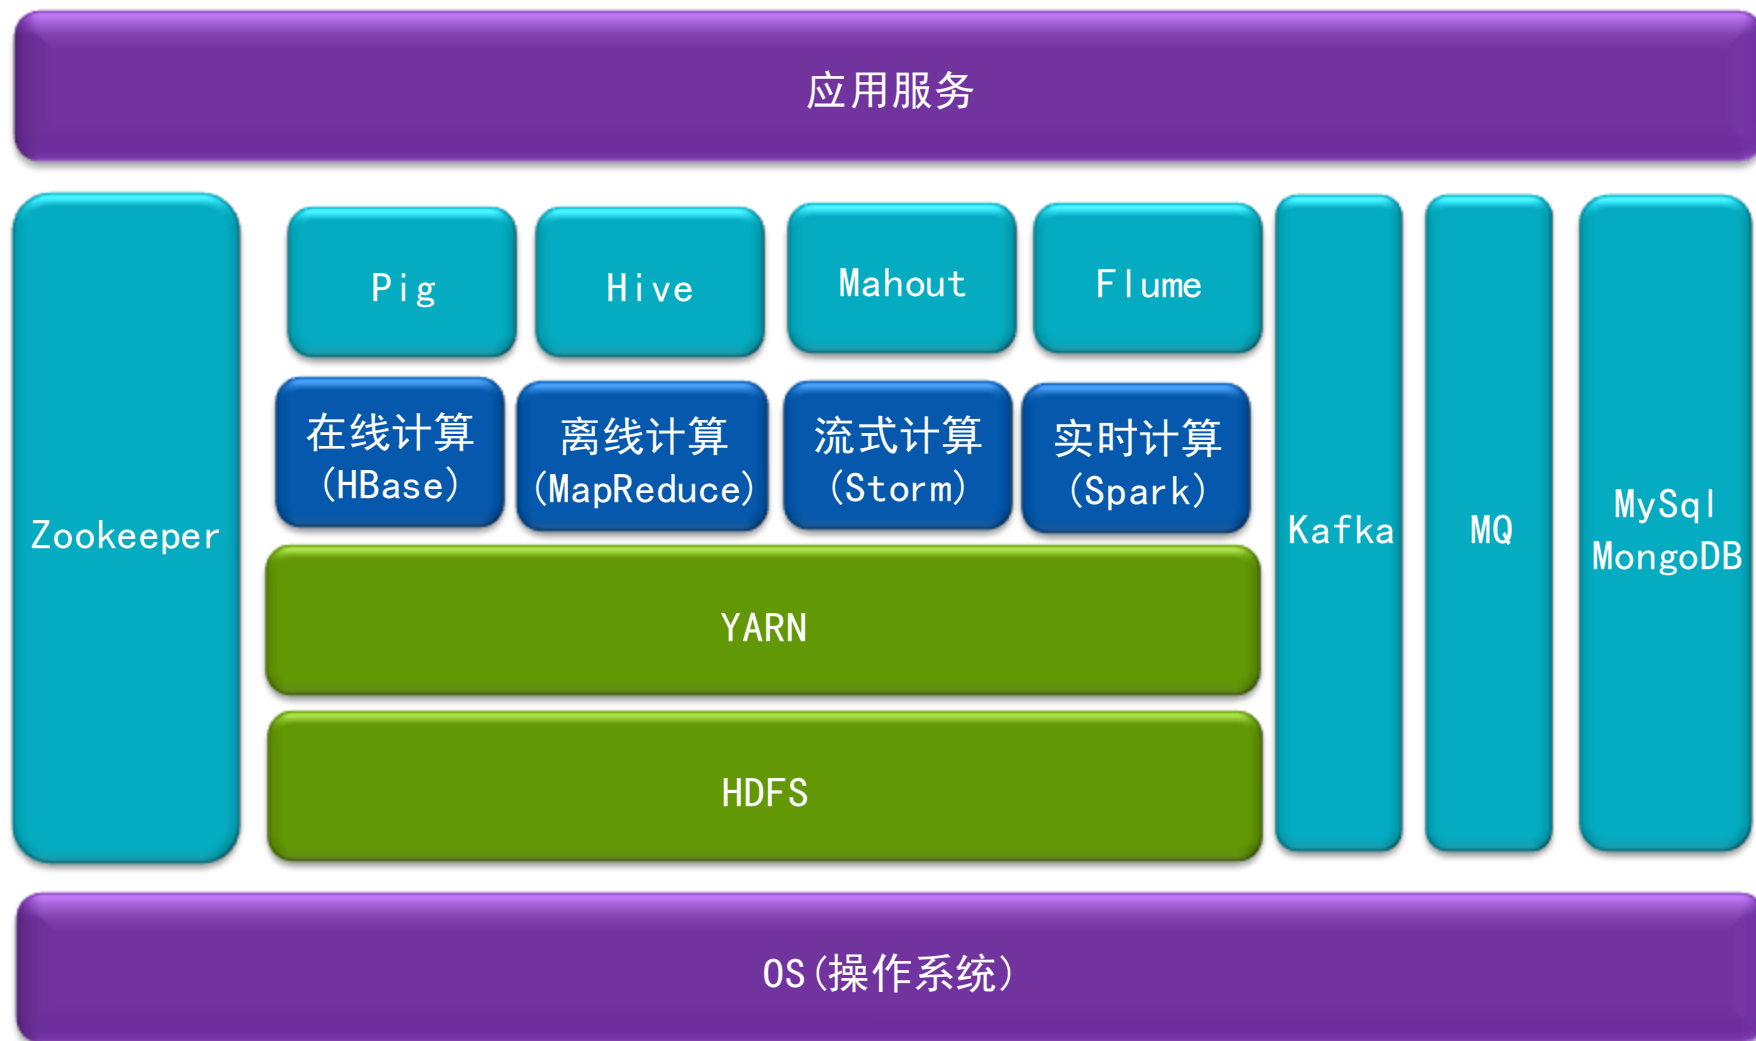 应用服务
Zookeeper
Pig
Hive
Mahout
Flume
在线计算
(HBase)
离线计算
(MapReduce)
流式计算
(Storm)
实时计算
(Spark)
YARN
HDFS
Kafka
MQ
MySql
MongoDB
OS(操作系统)